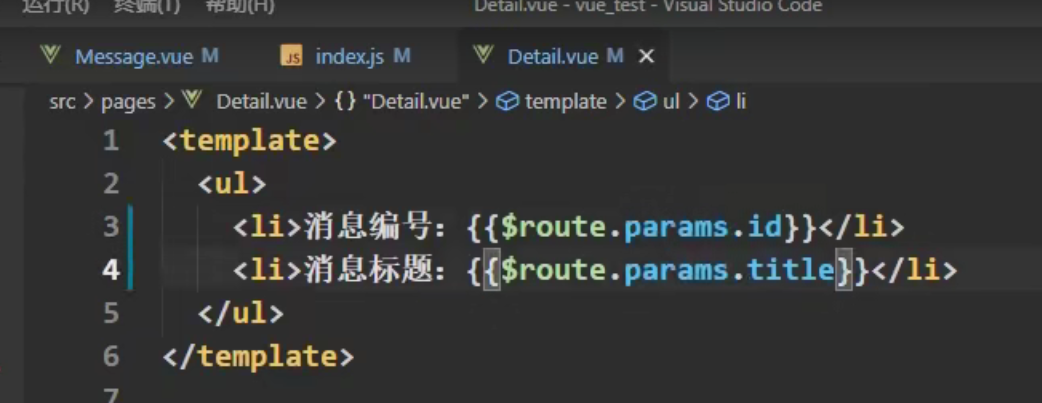 运行(R) 终端(T) 帮助(H) Detail.vue - vue_test - Visual Studio Code
Message.vue M JS index.js M Detail.vue M
src > pages > Detail.vue > {} "Detail.vue" > template > ul > li
1 <template>
2 <ul>
3 <li>消息编号：{{$route.params.id}}</li>
4 <li>消息标题：{{$route.params.title}}</li>
5 </ul>
6 </template>
7